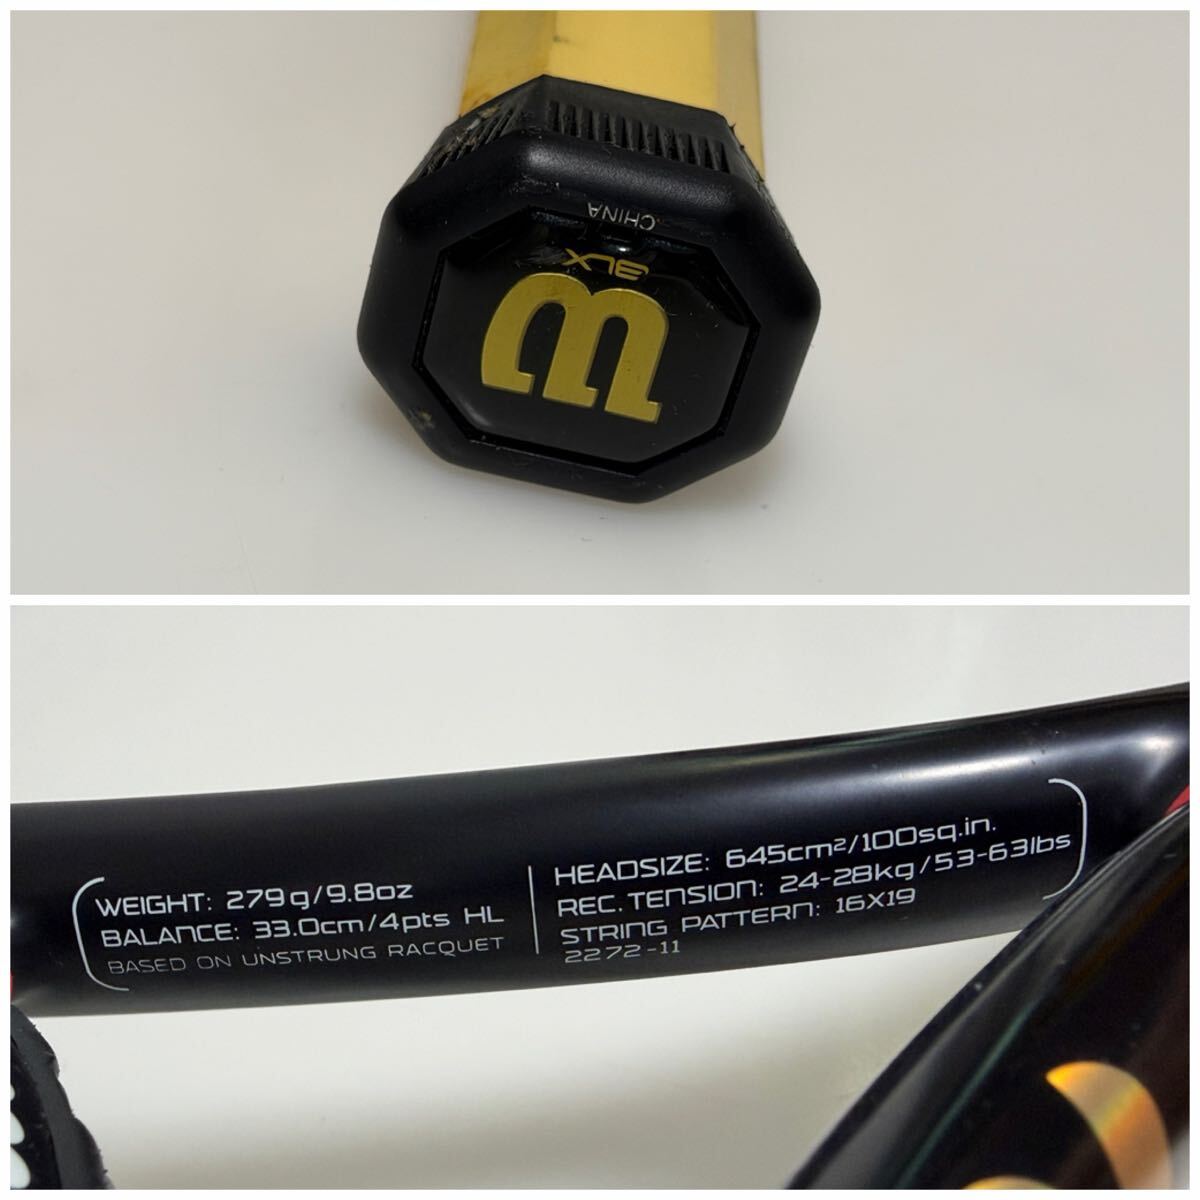 CHINA
BLX
W
WEIGHT: 279g/9.8oz
BALANCE: 33.0cm/4pts HL
BASED ON UNSTRUNG RACQUET
HEADSIZE: 645cm²/100sq.in.
REC. TENSION: 24-28kg/53-63lbs
STRING PATTERN: 16X19
2272-11